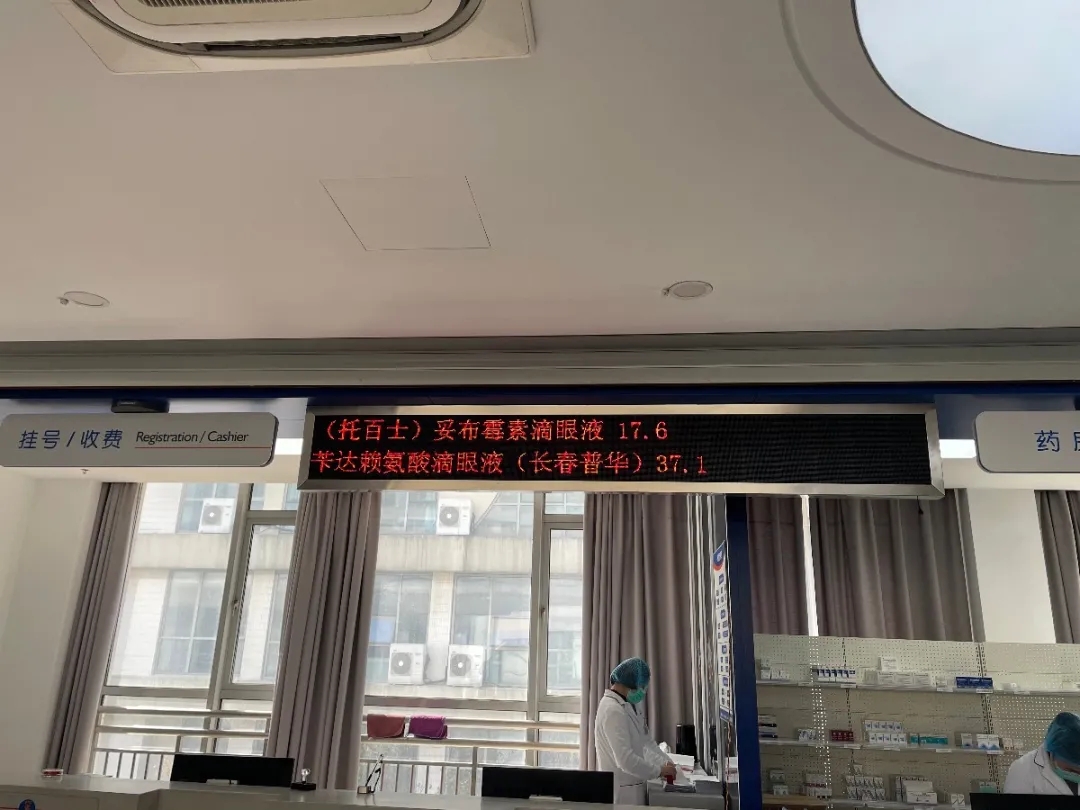 挂号/收费 Registration / Cashier
（托百士）妥布霉素滴眼液 17.6
苄达赖氨酸滴眼液（长春普华）37.1
药